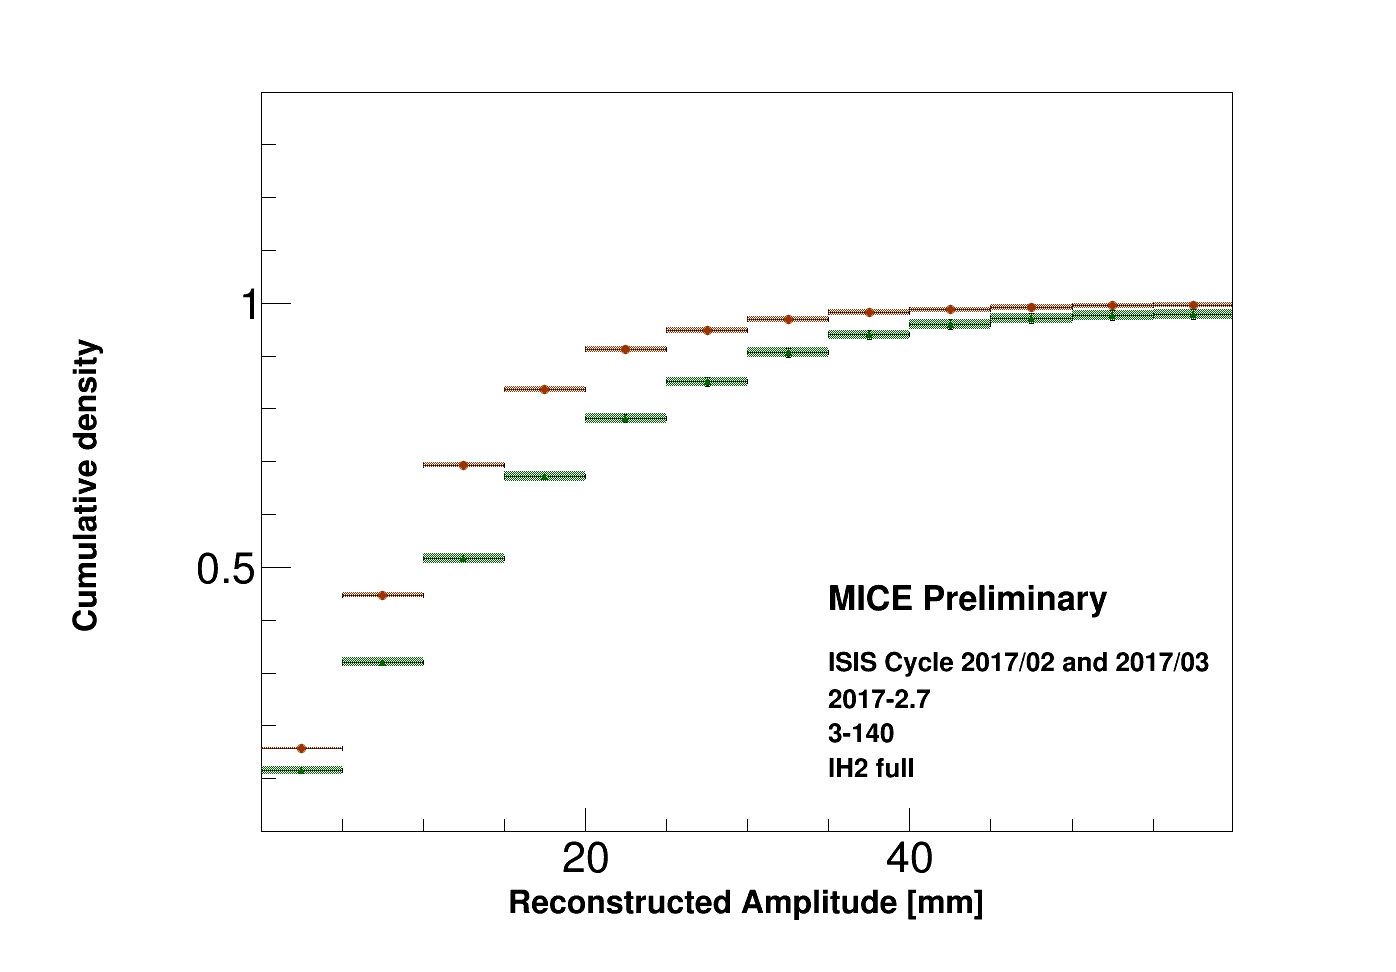 1
0.5
Cumulative density
MICE Preliminary
ISIS Cycle 2017/02 and 2017/03
2017-2.7
3-140
IH2 full
20 40
Reconstructed Amplitude [mm]